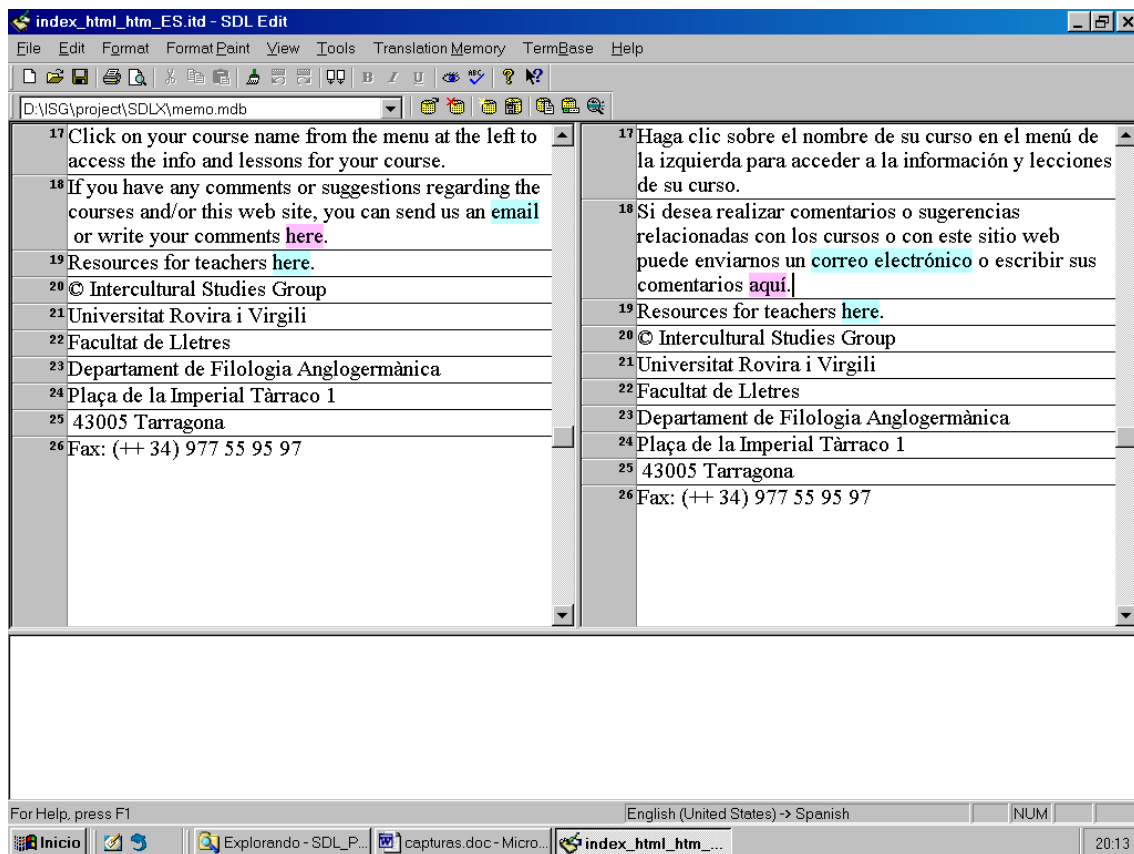 index_html_htm_ES.itd - SDL Edit
File Edit Format Format Paint View Tools Translation Memory TermBase Help
B I U ABC
D:\ISG\project\SDLX\memo.mdb
17 Click on your course name from the menu at the left to
access the info and lessons for your course.
18 If you have any comments or suggestions regarding the
courses and/or this web site, you can send us an email
or write your comments here.
19 Resources for teachers here.
20 © Intercultural Studies Group
21 Universitat Rovira i Virgili
22 Facultat de Lletres
23 Departament de Filologia Anglogermànica
24 Plaça de la Imperial Tàrraco 1
25 43005 Tarragona
26 Fax: (++ 34) 977 55 95 97
17 Haga clic sobre el nombre de su curso en el menú de
la izquierda para acceder a la información y lecciones
de su curso.
18 Si desea realizar comentarios o sugerencias
relacionadas con los cursos o con este sitio web
puede enviarnos un correo electrónico o escribir sus
comentarios aquí.
19 Resources for teachers here.
20 © Intercultural Studies Group
21 Universitat Rovira i Virgili
22 Facultat de Lletres
23 Departament de Filologia Anglogermànica
24 Plaça de la Imperial Tàrraco 1
25 43005 Tarragona
26 Fax: (++ 34) 977 55 95 97
For Help, press F1 English (United States) -> Spanish NUM
Inicio Explorando - SDL_P... capturas.doc - Micro... index_html_htm_... 20:13